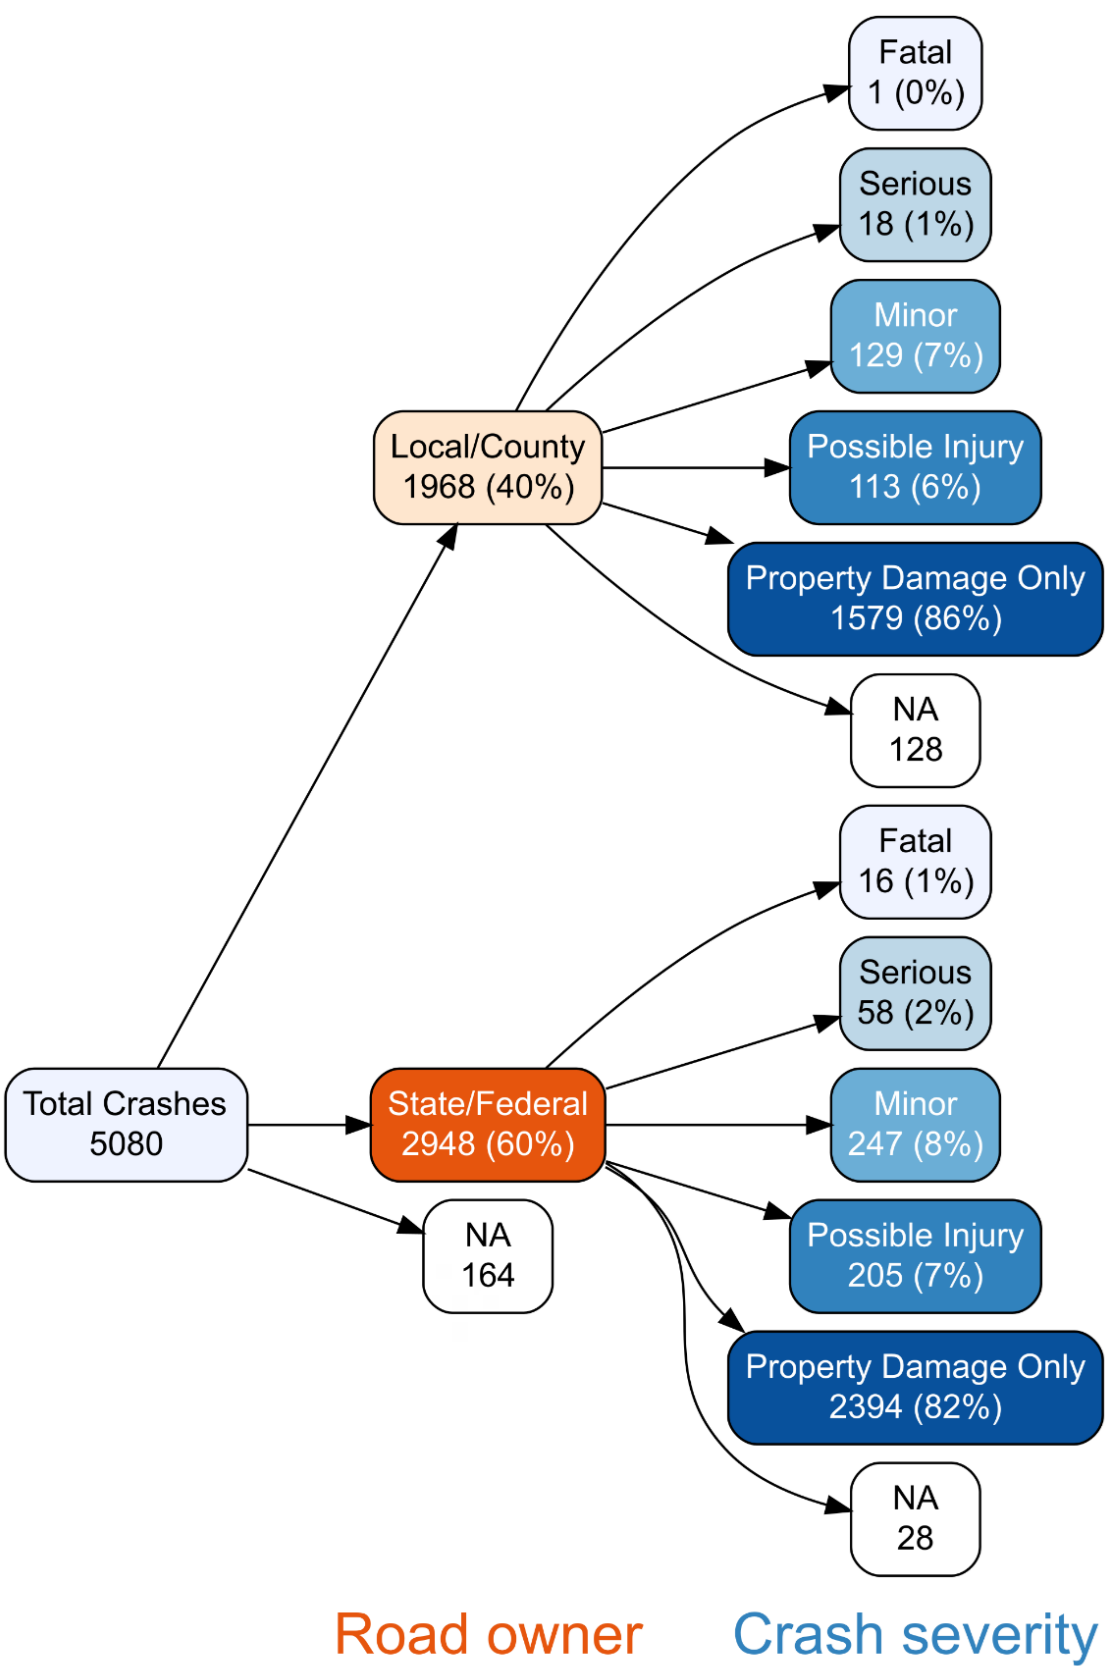 Fatal
1 (0%)
Serious
18 (1%)
Minor
129 (7%)
Local/County
1968 (40%)
Possible Injury
113 (6%)
Property Damage Only
1579 (86%)
NA
128
Fatal
16 (1%)
Serious
58 (2%)
Total Crashes
5080
State/Federal
2948 (60%)
Minor
247 (8%)
NA
164
Possible Injury
205 (7%)
Property Damage Only
2394 (82%)
NA
28
Road owner
Crash severity